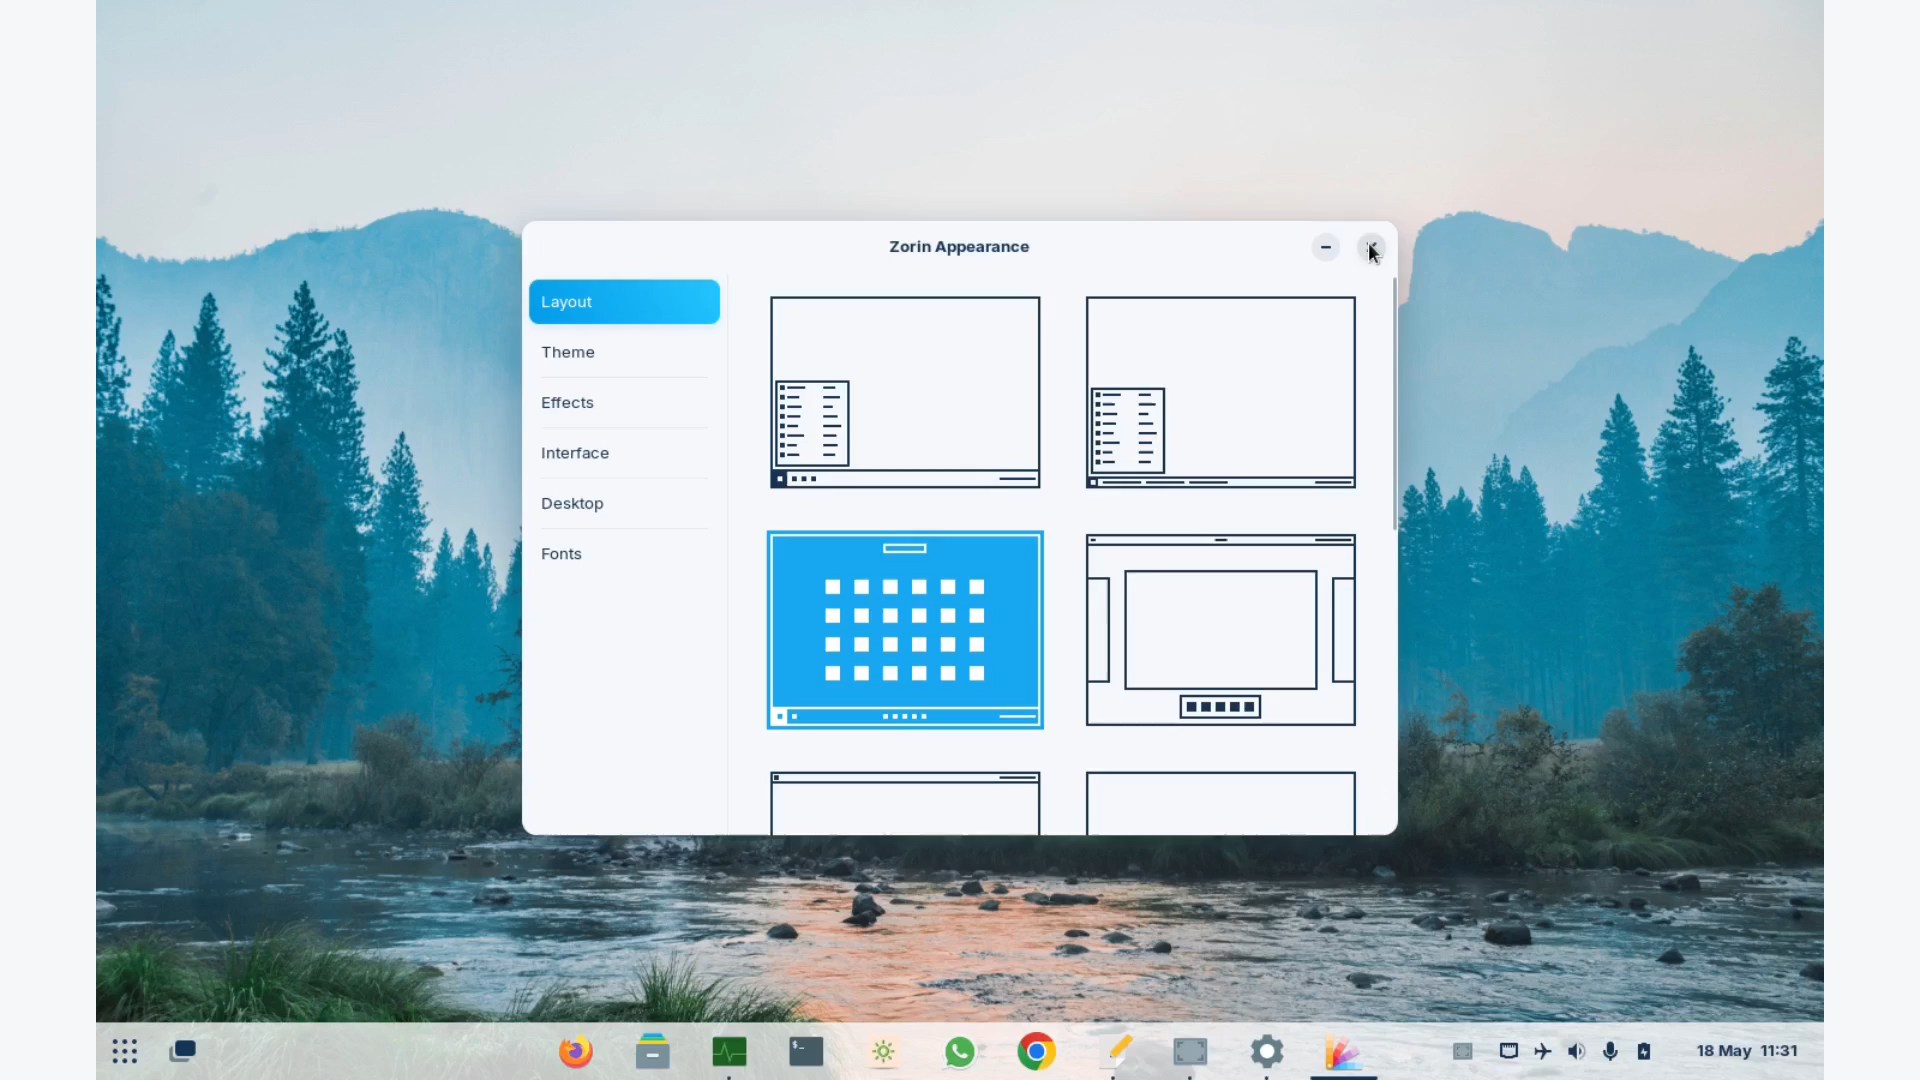 Zorin Appearance
Layout
Theme
Effects
Interface
Desktop
Fonts
$-
18 May 11:31